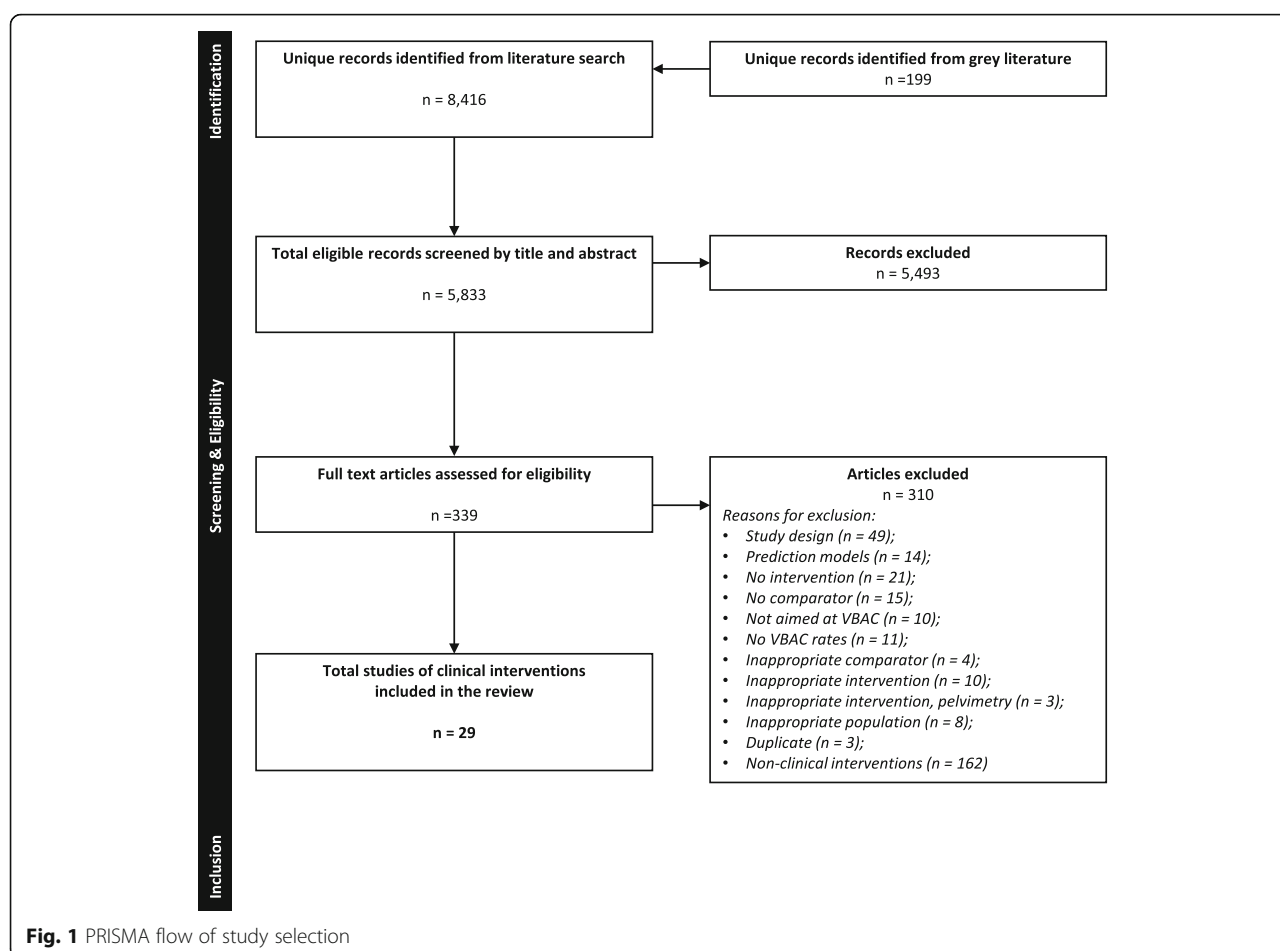 Identification
Unique records identified from literature search
n = 8,416
Unique records identified from grey literature
n =199
Screening & Eligibility
Total eligible records screened by title and abstract
n = 5,833
Records excluded
n = 5,493
Full text articles assessed for eligibility
n =339
Articles excluded
n = 310
Reasons for exclusion:
• Study design (n = 49);
• Prediction models (n = 14);
• No intervention (n = 21);
• No comparator (n = 15);
• Not aimed at VBAC (n = 10);
• No VBAC rates (n = 11);
• Inappropriate comparator (n = 4);
• Inappropriate intervention (n = 10);
• Inappropriate intervention, pelvimetry (n = 3);
• Inappropriate population (n = 8);
• Duplicate (n = 3);
• Non-clinical interventions (n = 162)
Total studies of clinical interventions
included in the review
n = 29
Inclusion
Fig. 1 PRISMA flow of study selection